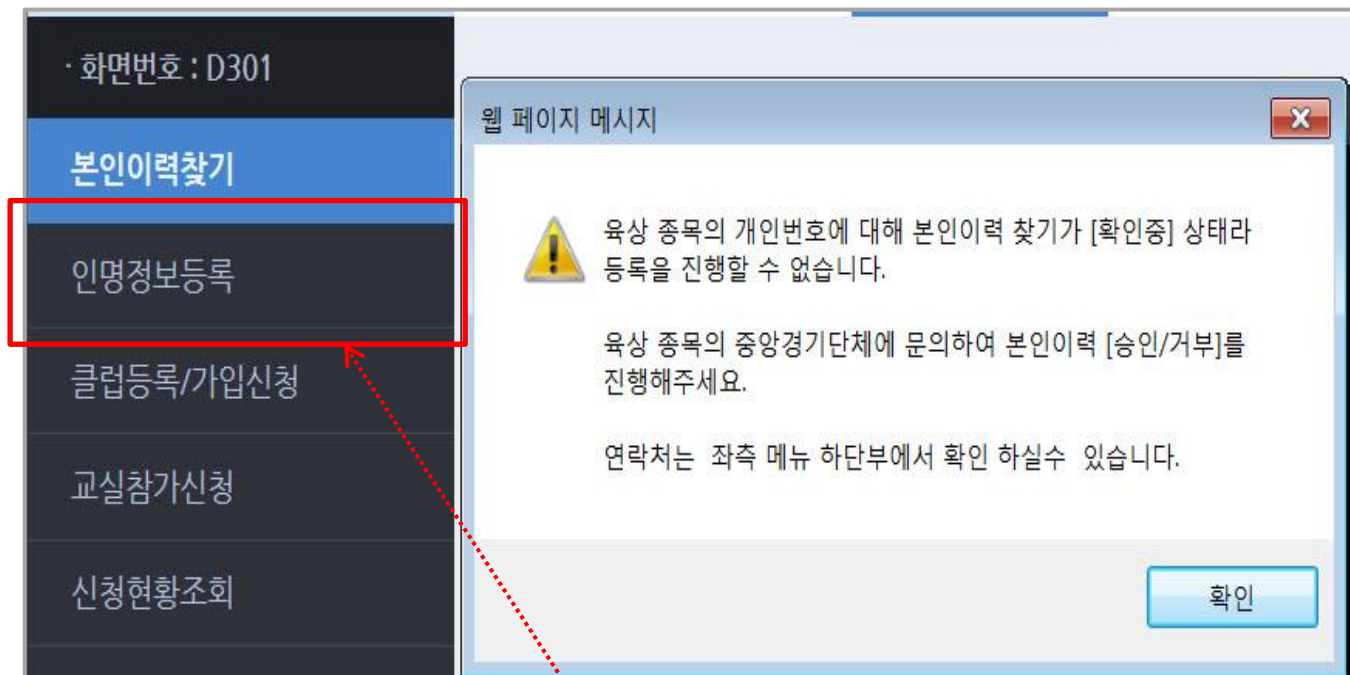 · 화면번호 : D301
본인이력찾기
인명정보등록
클럽등록/가입신청
교실참가신청
신청현황조회
웹 페이지 메시지
육상 종목의 개인번호에 대해 본인이력 찾기가 [확인중] 상태라
등록을 진행할 수 없습니다.
육상 종목의 중앙경기단체에 문의하여 본인이력 [승인/거부]를
진행해주세요.
연락처는 좌측 메뉴 하단부에서 확인 하실수 있습니다.
확인